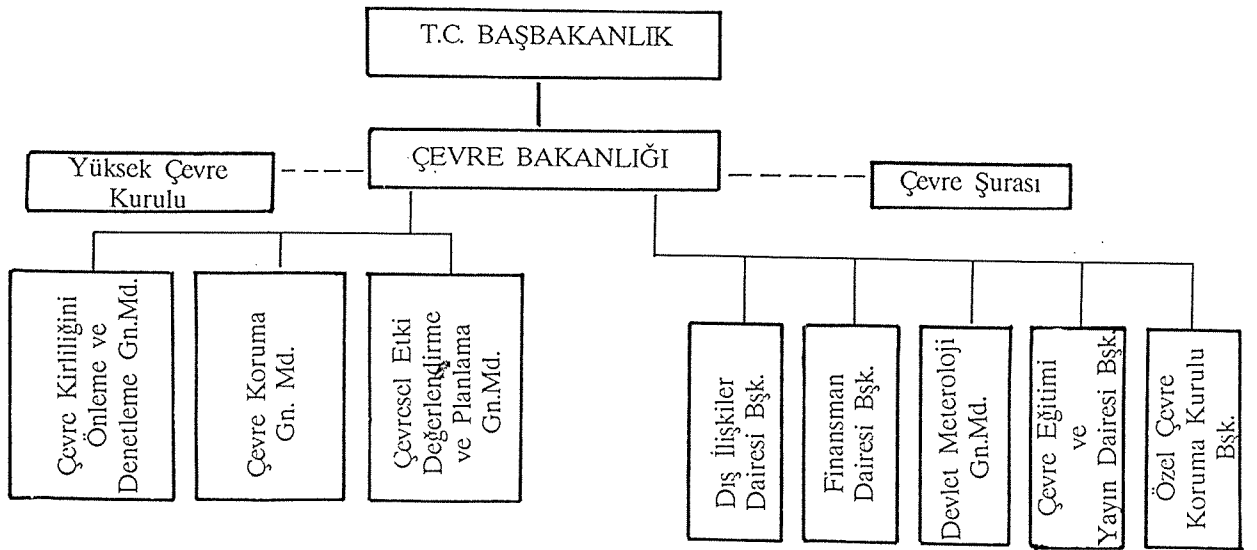 T.C. BAŞBAKANLIK
ÇEVRE BAKANLIĞI
Yüksek Çevre
Kurulu
Çevre Şurası
Çevre Kirliliğini
Önleme ve
Denetleme Gn.Md.
Çevre Koruma
Gn. Md.
Çevresel Etki
Değerlendirme
ve Planlama
Gn.Md.
Dış İlişkiler
Dairesi Bşk.
Finansman
Dairesi Bşk.
Devlet Meteroloji
Gn.Md.
Çevre Eğitimi
ve
Yayın Dairesi Bşk.
Özel Çevre
Koruma Kurulu
Bşk.